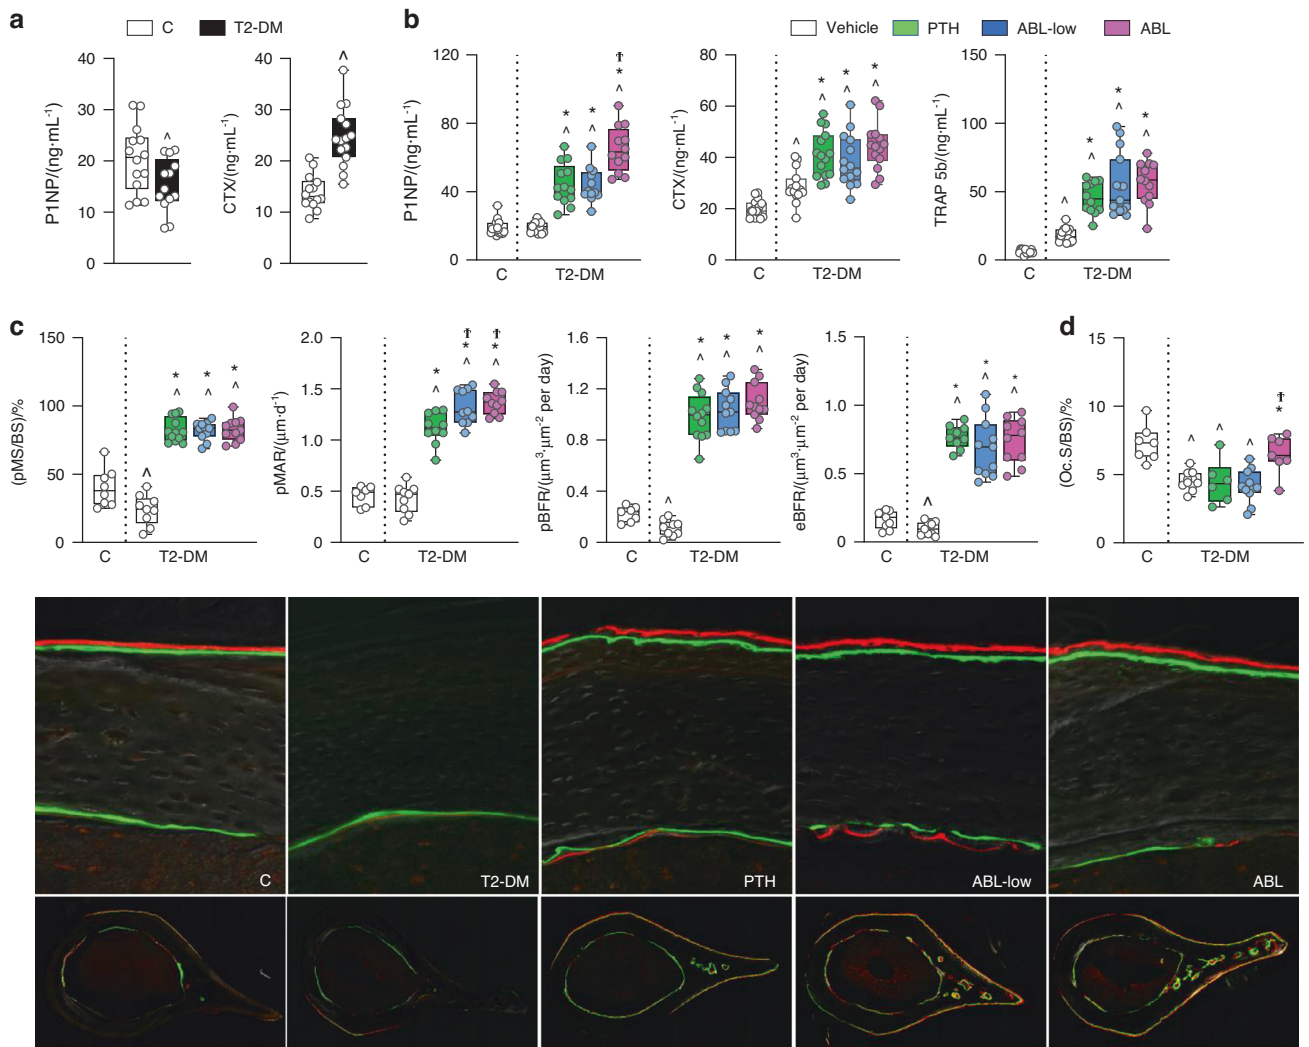 a
C
T2-DM
P1NP/(ng·mL⁻¹)
40
30
20
10
0
^
CTX/(ng·mL⁻¹)
40
30
20
10
0
^
b
Vehicle
PTH
ABL-low
ABL
P1NP/(ng·mL⁻¹)
120
80
40
0
*
^
*
^
†
*
^
C
T2-DM
CTX/(ng·mL⁻¹)
80
60
40
20
0
^
*
^
*
^
*
^
C
T2-DM
TRAP 5b/(ng·mL⁻¹)
150
100
50
0
^
*
^
*
^
*
^
C
T2-DM
c
(pMS/BS)/%
150
100
50
0
^
*
^
*
^
*
^
C
T2-DM
pMAR/(μm·d⁻¹)
2.0
1.5
1.0
0.5
0
*
^
†
*
^
†
*
^
C
T2-DM
pBFR/(μm³·μm⁻² per day)
1.6
1.2
0.8
0.4
0
^
*
^
*
^
*
^
C
T2-DM
eBFR/(μm³·μm⁻² per day)
1.5
1.0
0.5
0
^
*
^
*
^
*
^
C
T2-DM
d
(Oc.S/BS)/%
15
10
5
0
^
^
^
†
*
C
T2-DM
C
T2-DM
PTH
ABL-low
ABL